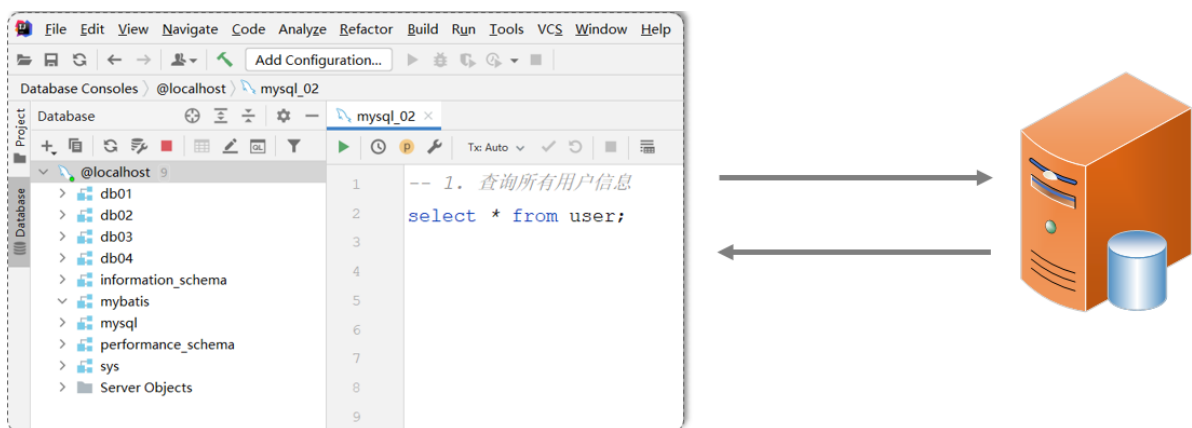 File Edit View Navigate Code Analyze Refactor Build Run Tools VCS Window Help
Add Configuration...
Database Consoles @localhost mysql_02
Project
Database
Database
mysql_02
Tx: Auto
@localhost 9
db01
db02
db03
db04
information_schema
mybatis
mysql
performance_schema
sys
Server Objects
1 -- 1. 查询所有用户信息
2 select * from user;
3
4
5
6
7
8
9